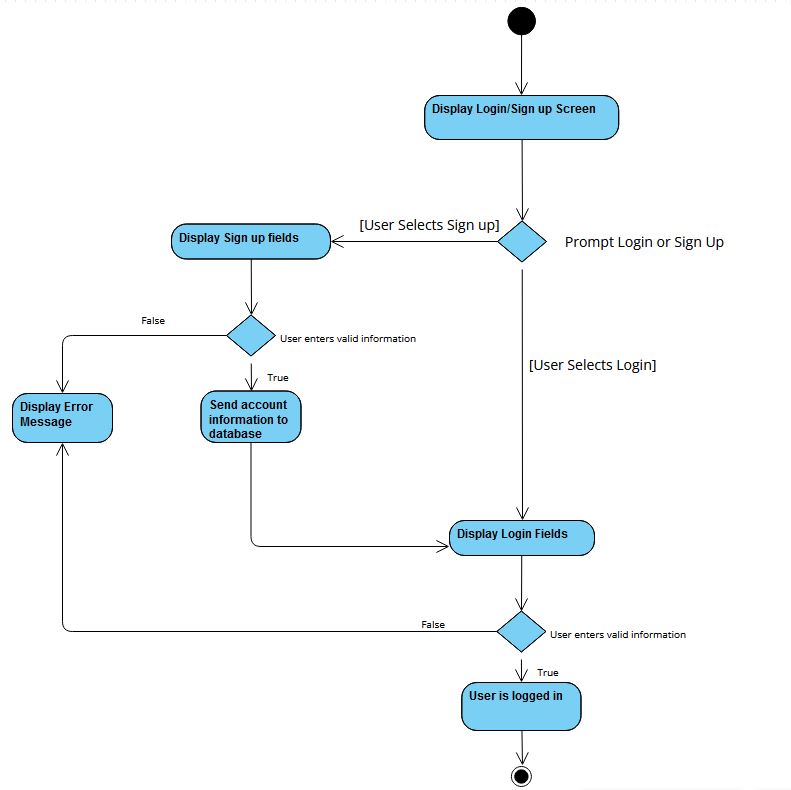 Display Login/Sign up Screen
[User Selects Sign up]
Display Sign up fields
Prompt Login or Sign Up
False
User enters valid information
[User Selects Login]
True
Display Error
Message
Send account
information to
database
Display Login Fields
False
User enters valid information
True
User is logged in